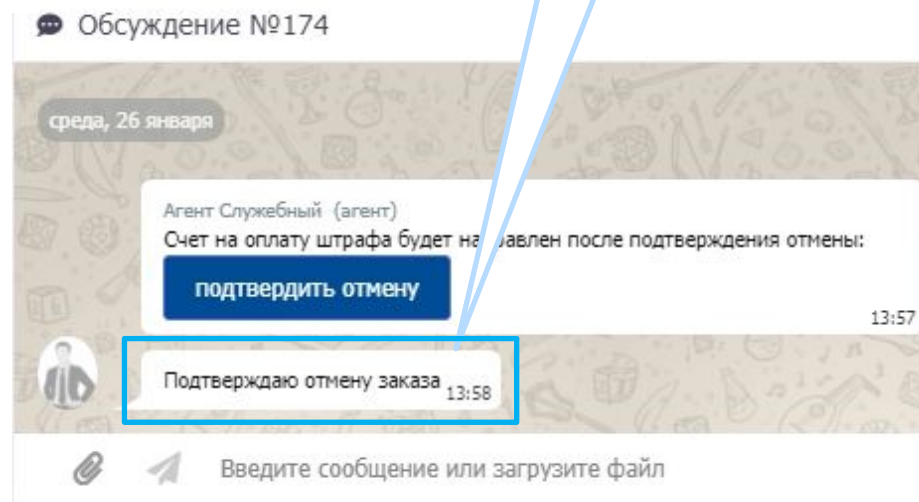 Обсуждение №174
среда, 26 января
Агент Служебный (агент)
Счет на оплату штрафа будет направлен после подтверждения отмены:
подтвердить отмену
13:57
Подтверждаю отмену заказа 13:58
Введите сообщение или загрузите файл